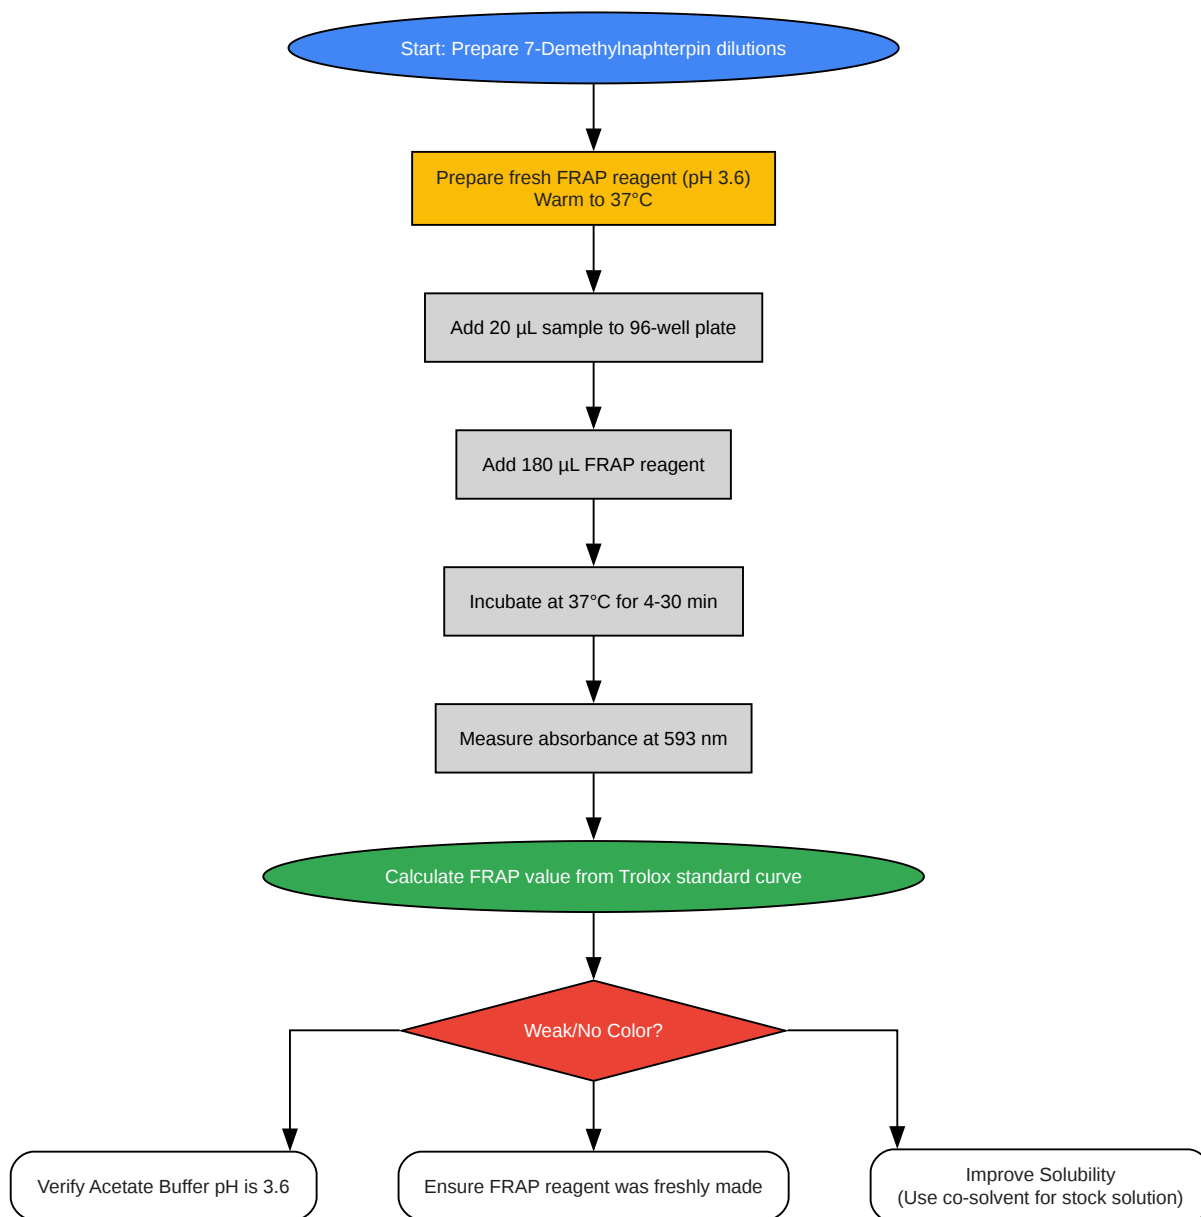 Start: Prepare 7-Demethylnaphterpin dilutions
Prepare fresh FRAP reagent (pH 3.6)
Warm to 37°C
Add 20 µL sample to 96-well plate
Add 180 µL FRAP reagent
Incubate at 37°C for 4-30 min
Measure absorbance at 593 nm
Calculate FRAP value from Trolox standard curve
Weak/No Color?
Verify Acetate Buffer pH is 3.6
Ensure FRAP reagent was freshly made
Improve Solubility
(Use co-solvent for stock solution)